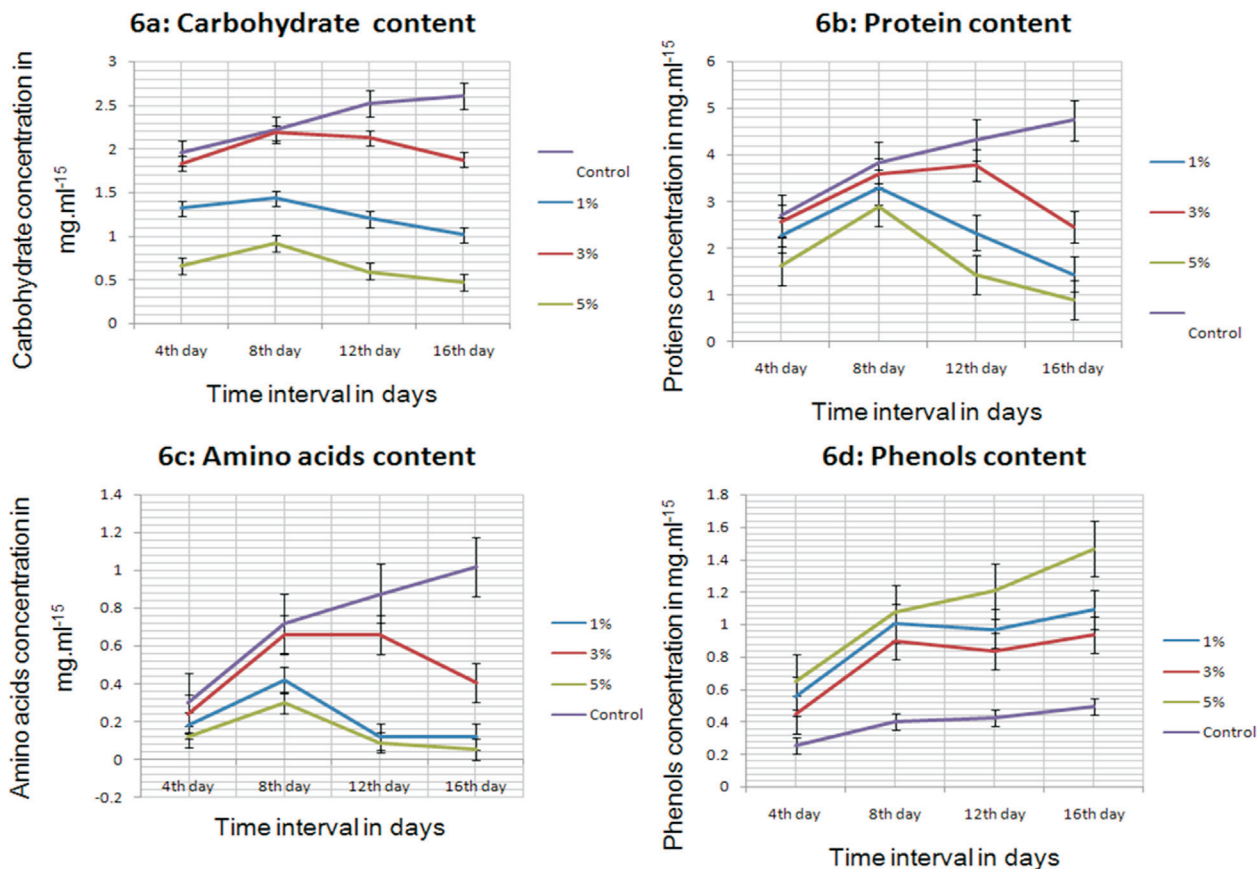 6a: Carbohydrate content
Carbohydrate concentration in
mg.ml-15
3
2.5
2
1.5
1
0.5
0
4th day 8th day 12th day 16th day
Time interval in days
Control
1%
3%
5%
6b: Protein content
Protiens concentration in mg.ml-15
6
5
4
3
2
1
0
4th day 8th day 12th day 16th day
Time interval in days
1%
3%
5%
Control
6c: Amino acids content
Amino acids concentration in
mg.ml-15
1.4
1.2
1
0.8
0.6
0.4
0.2
0
-0.2
4th day 8th day 12th day 16th day
Time interval in days
1%
3%
5%
Control
6d: Phenols content
Phenols concentration in mg.ml-15
1.8
1.6
1.4
1.2
1
0.8
0.6
0.4
0.2
0
4th day 8th day 12th day 16th day
Time interval in days
1%
3%
5%
Control